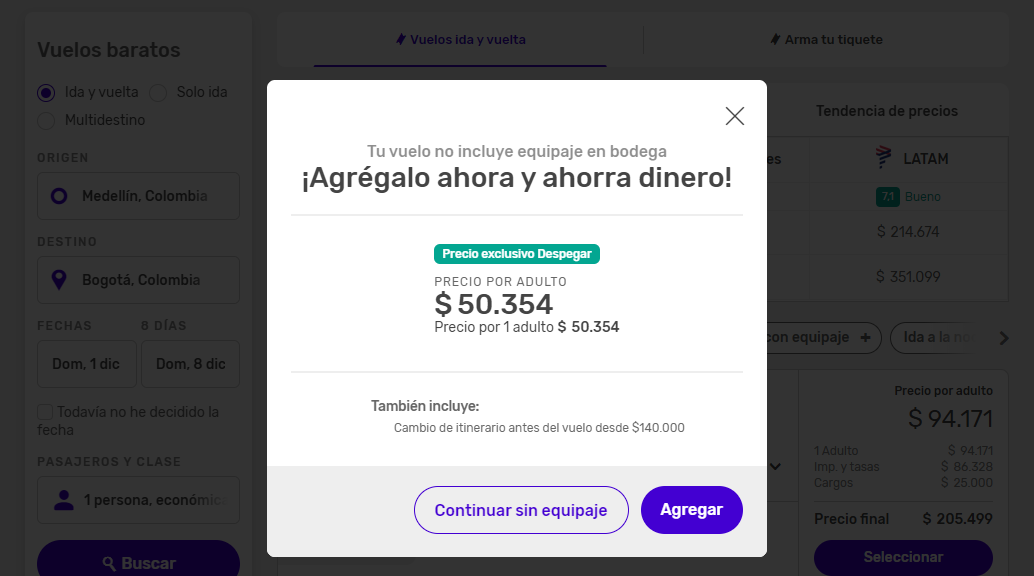 Vuelos baratos
Ida y vuelta Solo ida
Multidestino
ORIGEN
Medellín, Colombia
DESTINO
Bogotá, Colombia
FECHAS 8 DÍAS
Dom, 1 dic Dom, 8 dic
Todavía no he decidido la
fecha
PASAJEROS Y CLASE
1 persona, económica
Buscar
Vuelos ida y vuelta Arma tu tiquete
Tendencia de precios
LATAM
7,1 Bueno
$ 214.674
$ 351.099
con equipaje + Ida a la
Tu vuelo no incluye equipaje en bodega
¡Agrégalo ahora y ahorra dinero!
Precio exclusivo Despegar
PRECIO POR ADULTO
$ 50.354
Precio por 1 adulto $ 50.354
También incluye:
Cambio de itinerario antes del vuelo desde $140.000
Continuar sin equipaje Agregar
Precio por adulto
$ 94.171
1 Adulto $ 94.171
Imp. y tasas $ 86.328
Cargos $ 25.000
Precio final $ 205.499
Seleccionar